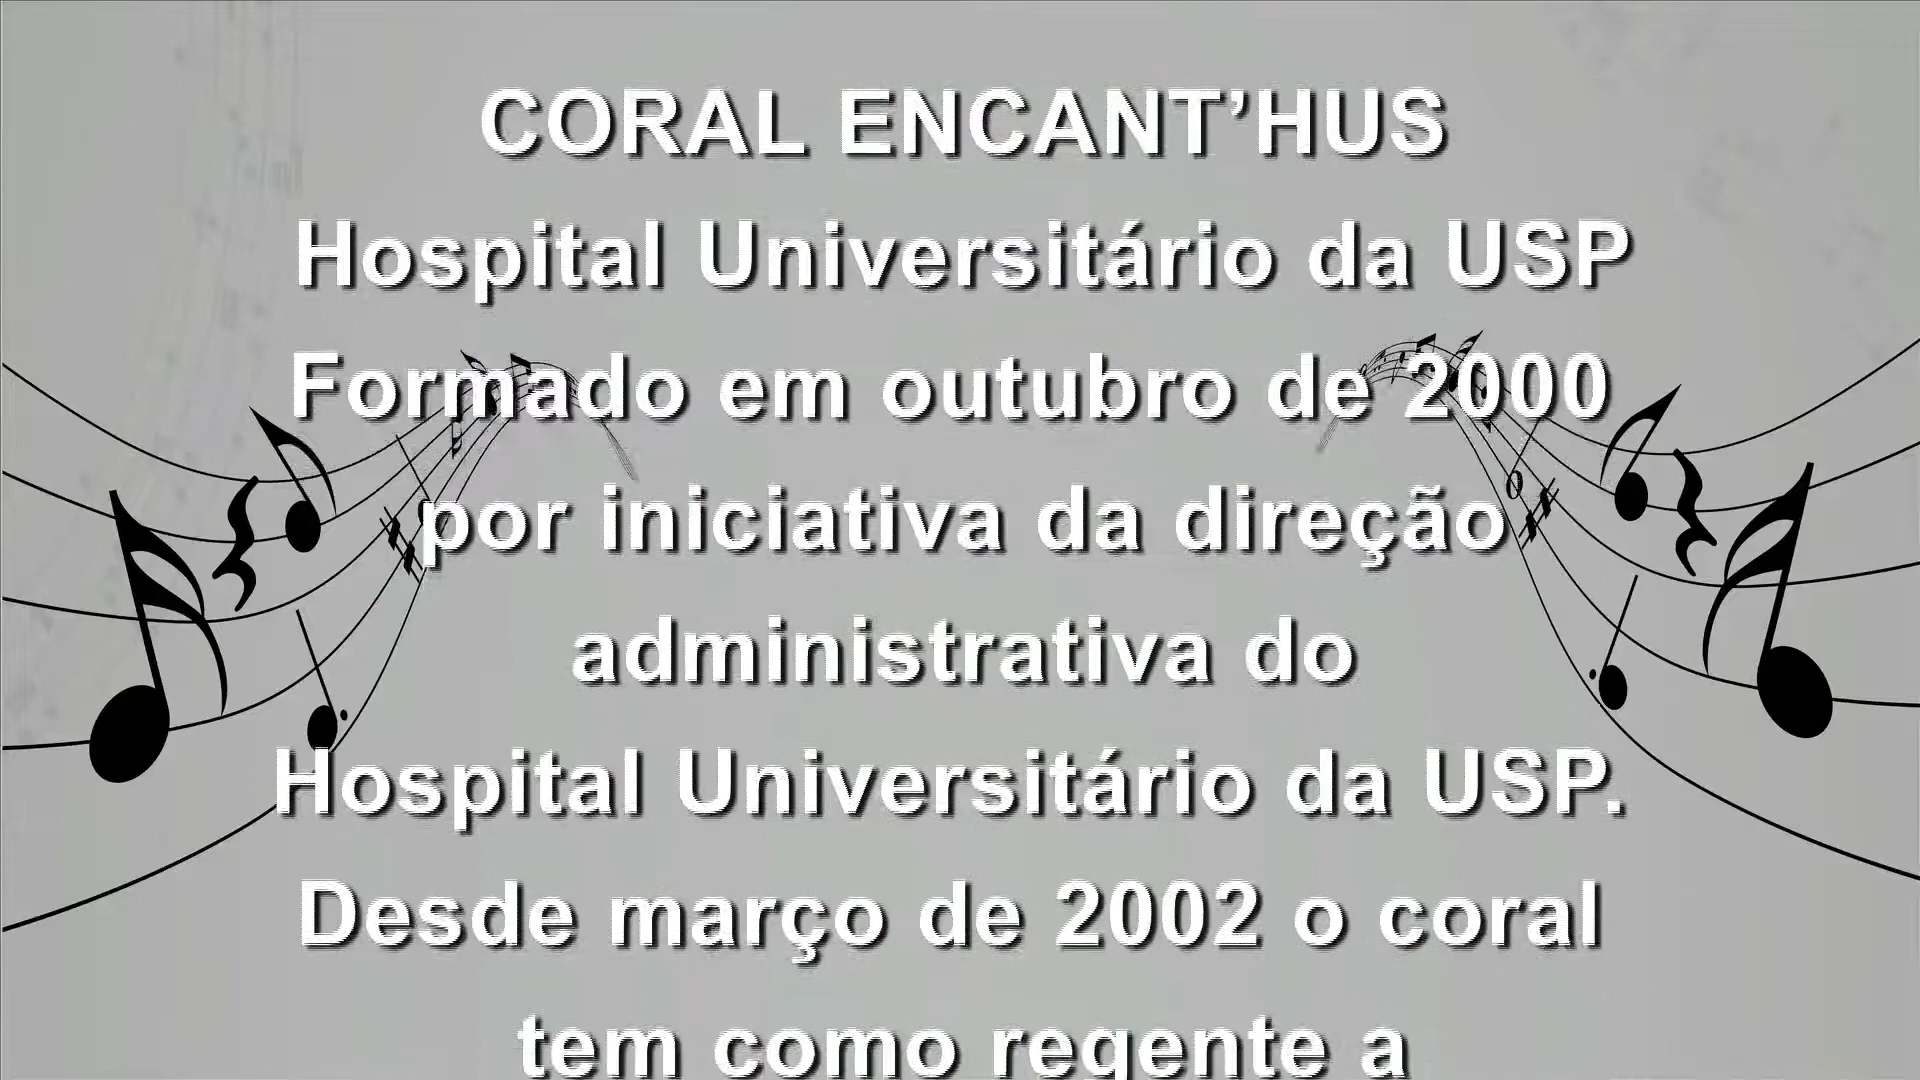 CORAL ENCANT’HUS
Hospital Universitário da USP
Formado em outubro de 2000
por iniciativa da direção
administrativa do
Hospital Universitário da USP.
Desde março de 2002 o coral
tem como regente a